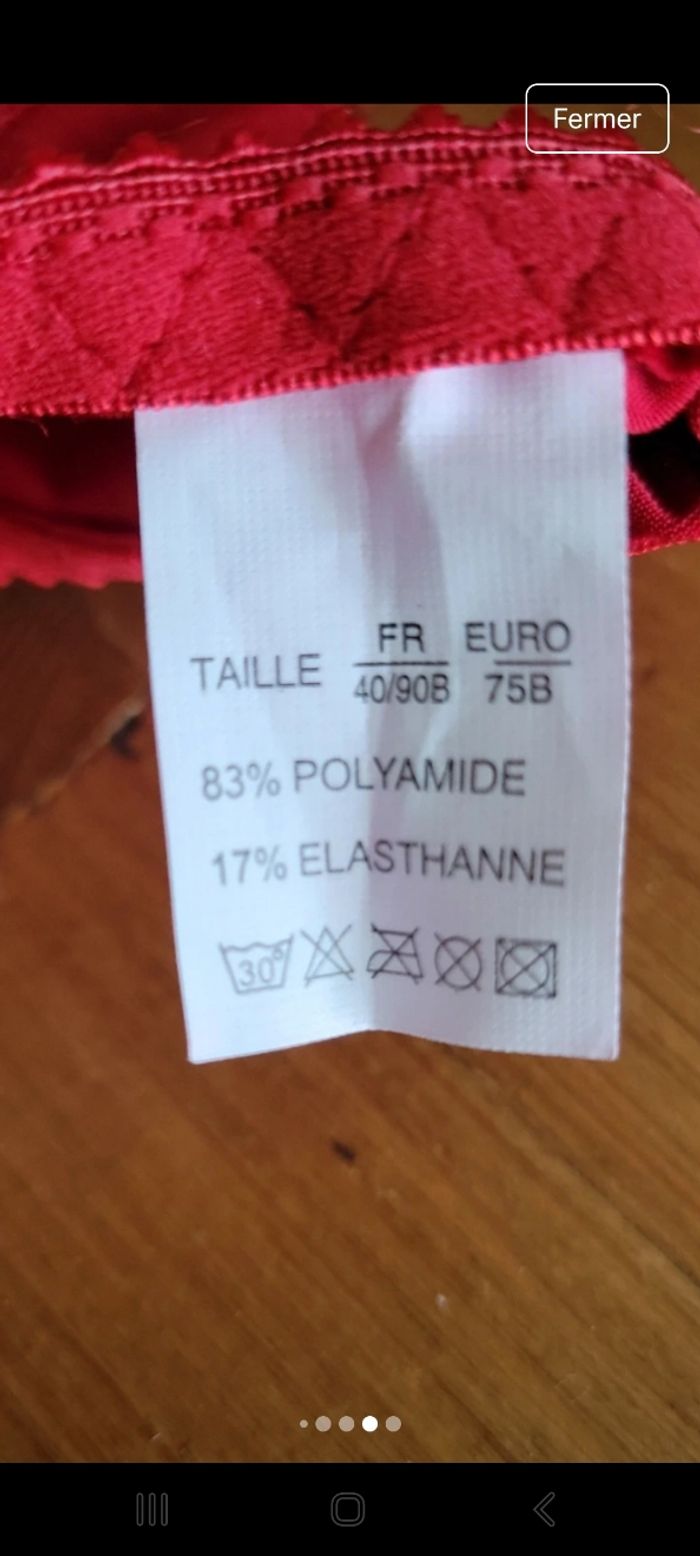 Fermer
FR EURO
TAILLE 40/90B 75B
83% POLYAMIDE
17% ELASTHANNE
30°